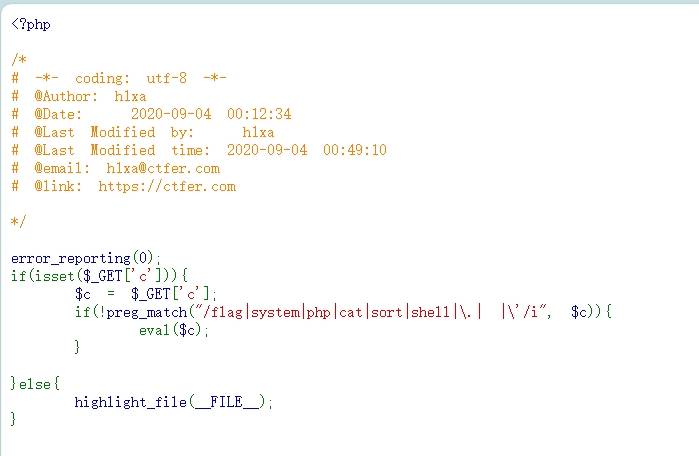 <?php

/*
# -*- coding: utf-8 -*-
# @Author: h1xa
# @Date:   2020-09-04 00:12:34
# @Last Modified by:   h1xa
# @Last Modified time: 2020-09-04 00:49:10
# @email: h1xa@ctfer.com
# @link: https://ctfer.com

*/

error_reporting(0);
if(isset($_GET['c'])){
    $c = $_GET['c'];
    if(!preg_match("/flag|system|php|cat|sort|shell|\.| |\'/i", $c)){
        eval($c);
    }

}else{
    highlight_file(__FILE__);
}